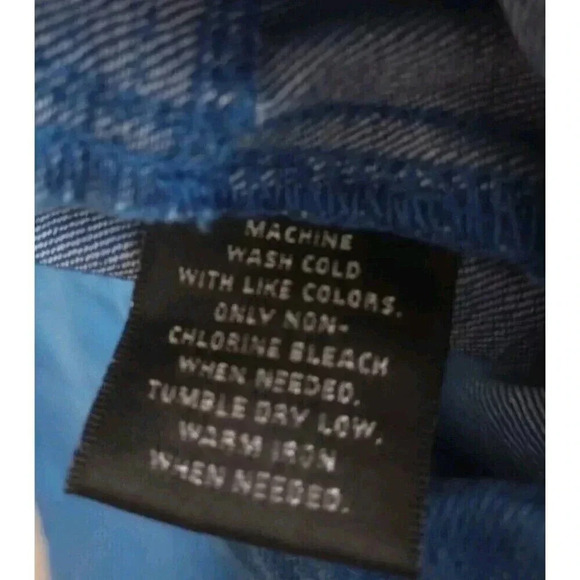 MACHINE
WASH COLD
WITH LIKE COLORS.
ONLY NON-
CHLORINE BLEACH
WHEN NEEDED.
TUMBLE DRY LOW.
WARM IRON
WHEN NEEDED.